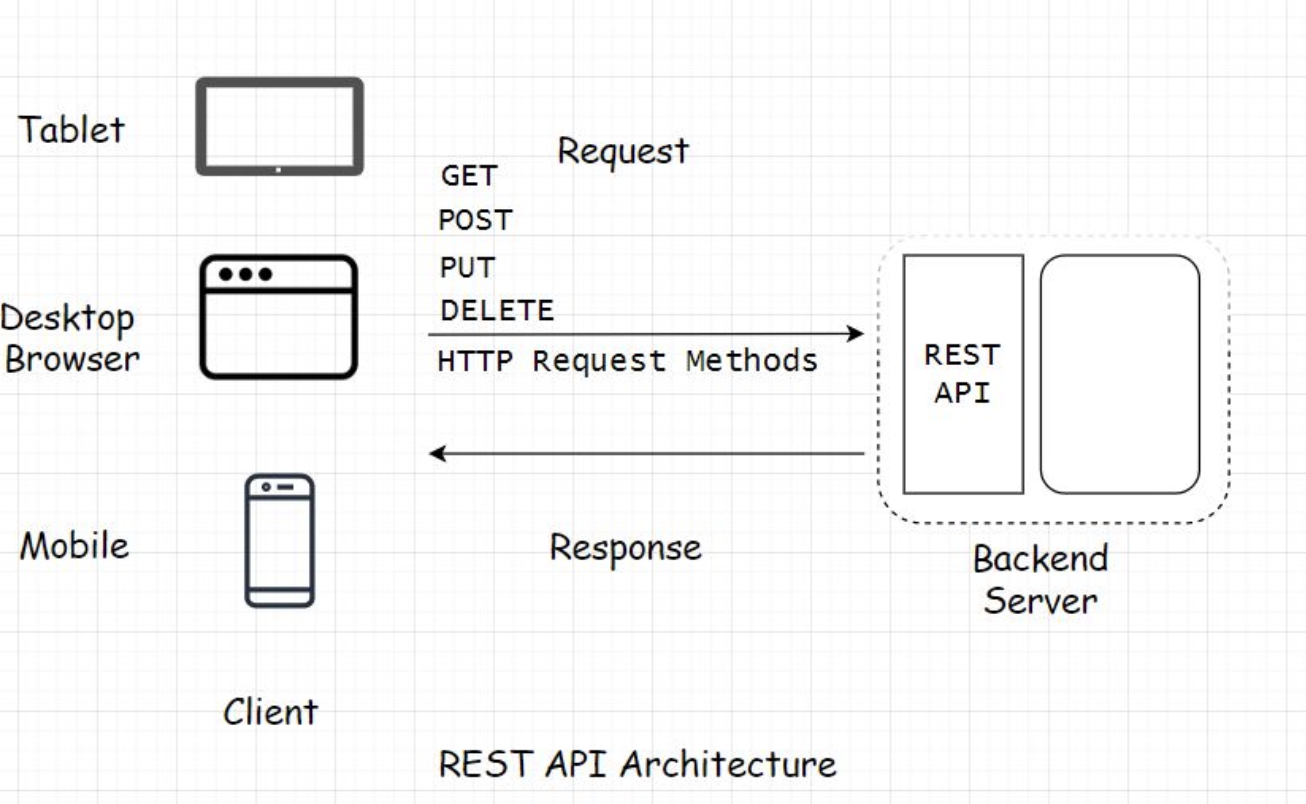 Tablet
Request
GET
POST
PUT
DELETE
HTTP Request Methods
Desktop
Browser
REST
API
Mobile
Response
Backend
Server
Client
REST API Architecture